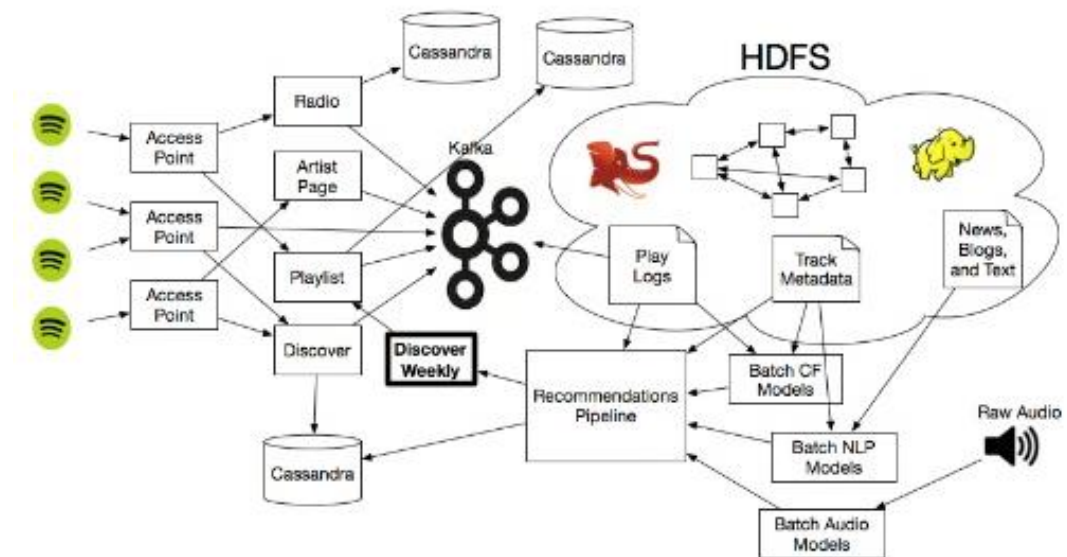 Cassandra
Cassandra
HDFS
Radio
Access
Point
Kafka
Artist
Page
Access
Point
News,
Blogs,
and Text
Play
Logs
Track
Metadata
Playlist
Access
Point
Discover
Discover
Weekly
Batch CF
Models
Recommendations
Pipeline
Raw Audio
Cassandra
Batch NLP
Models
Batch Audio
Models